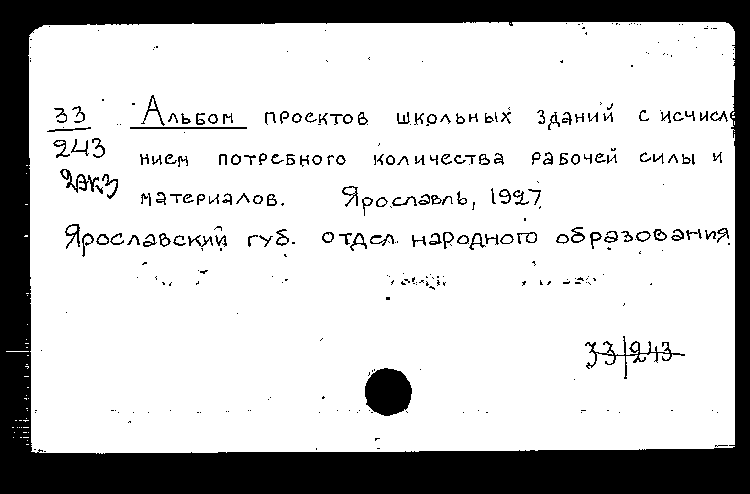 33 Альбом проектов школьных зданий с исчисле
243 нием потребного количества рабочей силы и
2экз материалов. Ярославль, 1927
Ярославский губ. отдел народного образования
33|243